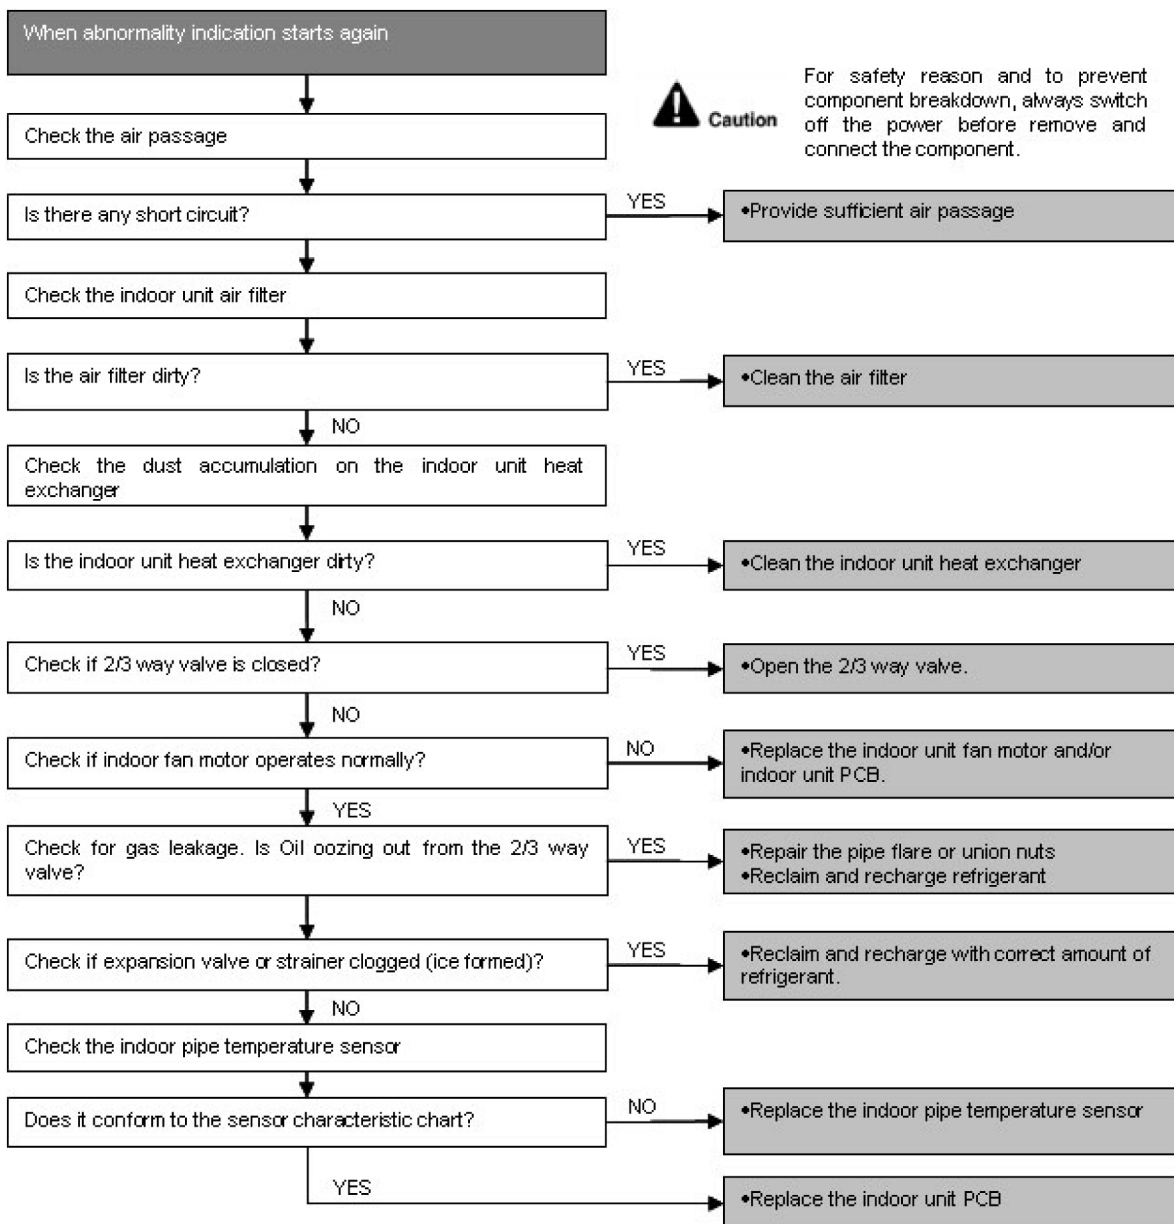 When abnormality indication starts again
For safety reason and to prevent
component breakdown, always switch
off the power before remove and
connect the component.
Caution
Check the air passage
Is there any short circuit?
YES
•Provide sufficient air passage
Check the indoor unit air filter
Is the air filter dirty?
YES
•Clean the air filter
NO
Check the dust accumulation on the indoor unit heat
exchanger
Is the indoor unit heat exchanger dirty?
YES
•Clean the indoor unit heat exchanger
NO
Check if 2/3 way valve is closed?
YES
•Open the 2/3 way valve.
NO
Check if indoor fan motor operates normally?
NO
•Replace the indoor unit fan motor and/or
indoor unit PCB.
YES
Check for gas leakage. Is Oil oozing out from the 2/3 way
valve?
YES
•Repair the pipe flare or union nuts
•Reclaim and recharge refrigerant
Check if expansion valve or strainer clogged (ice formed)?
YES
•Reclaim and recharge with correct amount of
refrigerant.
NO
Check the indoor pipe temperature sensor
Does it conform to the sensor characteristic chart?
NO
•Replace the indoor pipe temperature sensor
YES
•Replace the indoor unit PCB